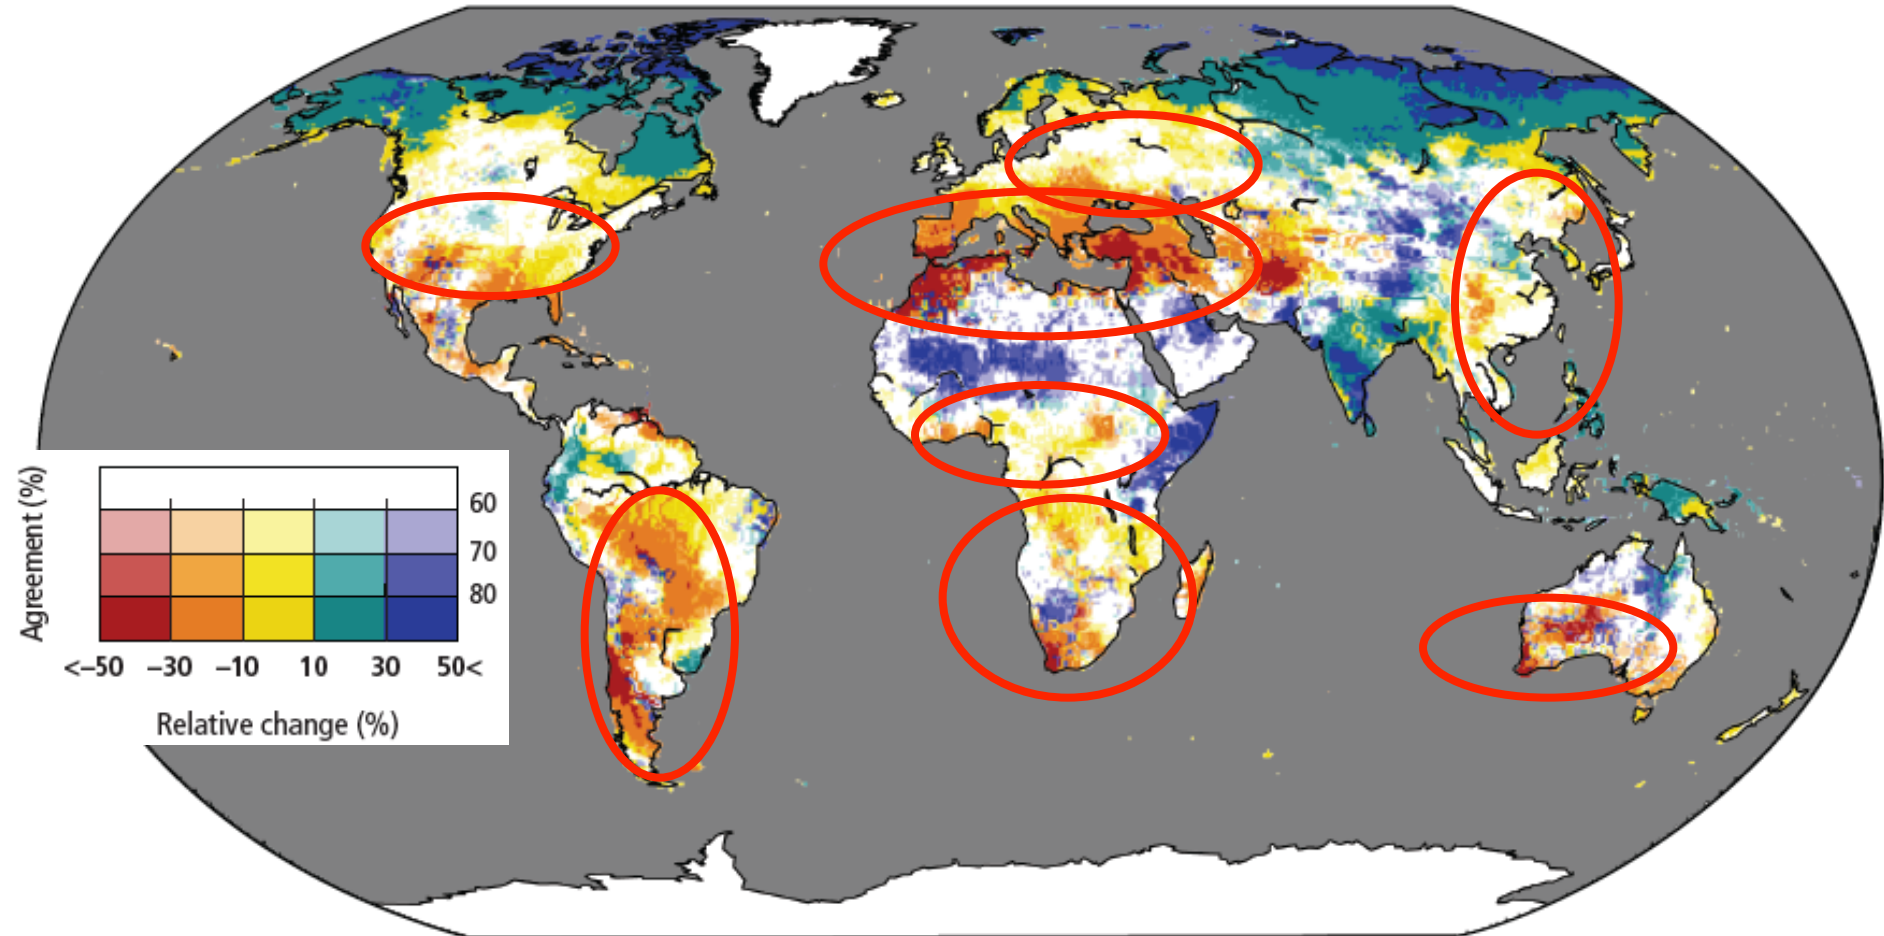 Agreement (%)
60
70
80
<–50 –30 –10 10 30 50<
Relative change (%)